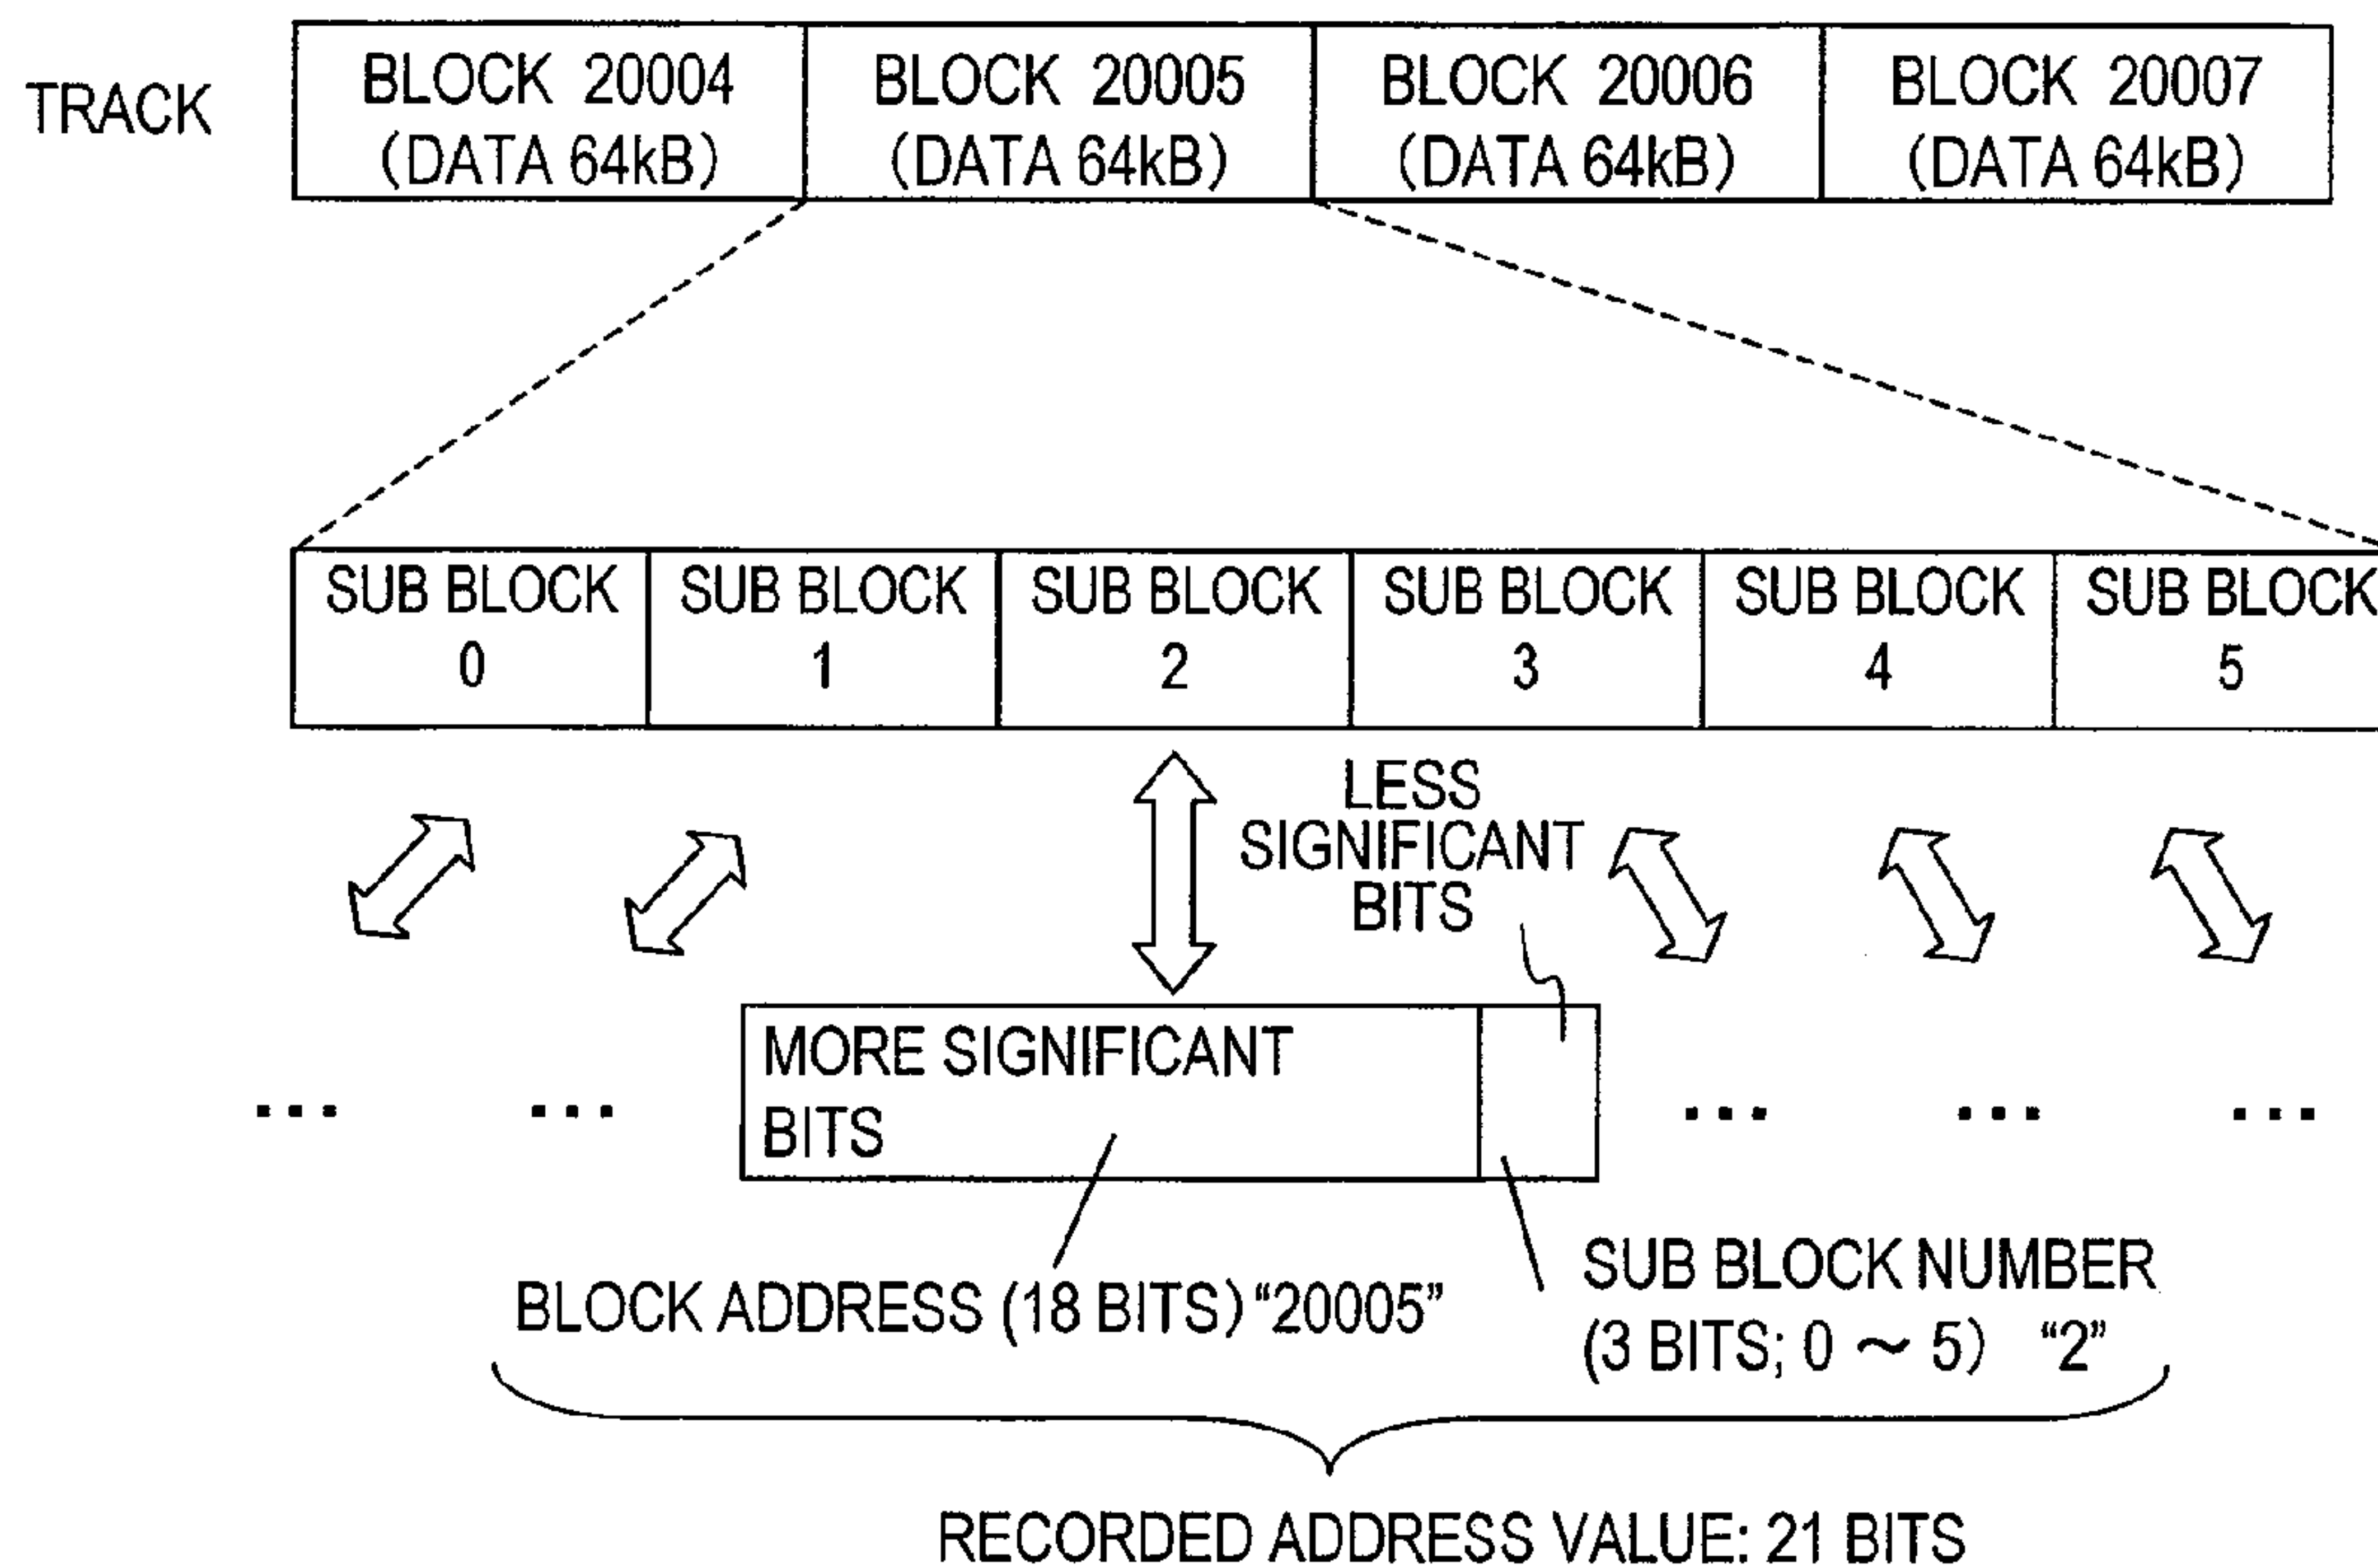 TRACK
BLOCK 20004
(DATA 64kB)
BLOCK 20005
(DATA 64kB)
BLOCK 20006
(DATA 64kB)
BLOCK 20007
(DATA 64kB)
SUB BLOCK
0
SUB BLOCK
1
SUB BLOCK
2
SUB BLOCK
3
SUB BLOCK
4
SUB BLOCK
5
LESS
SIGNIFICANT
BITS
MORE SIGNIFICANT
BITS
... ... ... ... ...
BLOCK ADDRESS (18 BITS) “20005”
SUB BLOCK NUMBER
(3 BITS; 0 ~ 5) “2”
RECORDED ADDRESS VALUE: 21 BITS